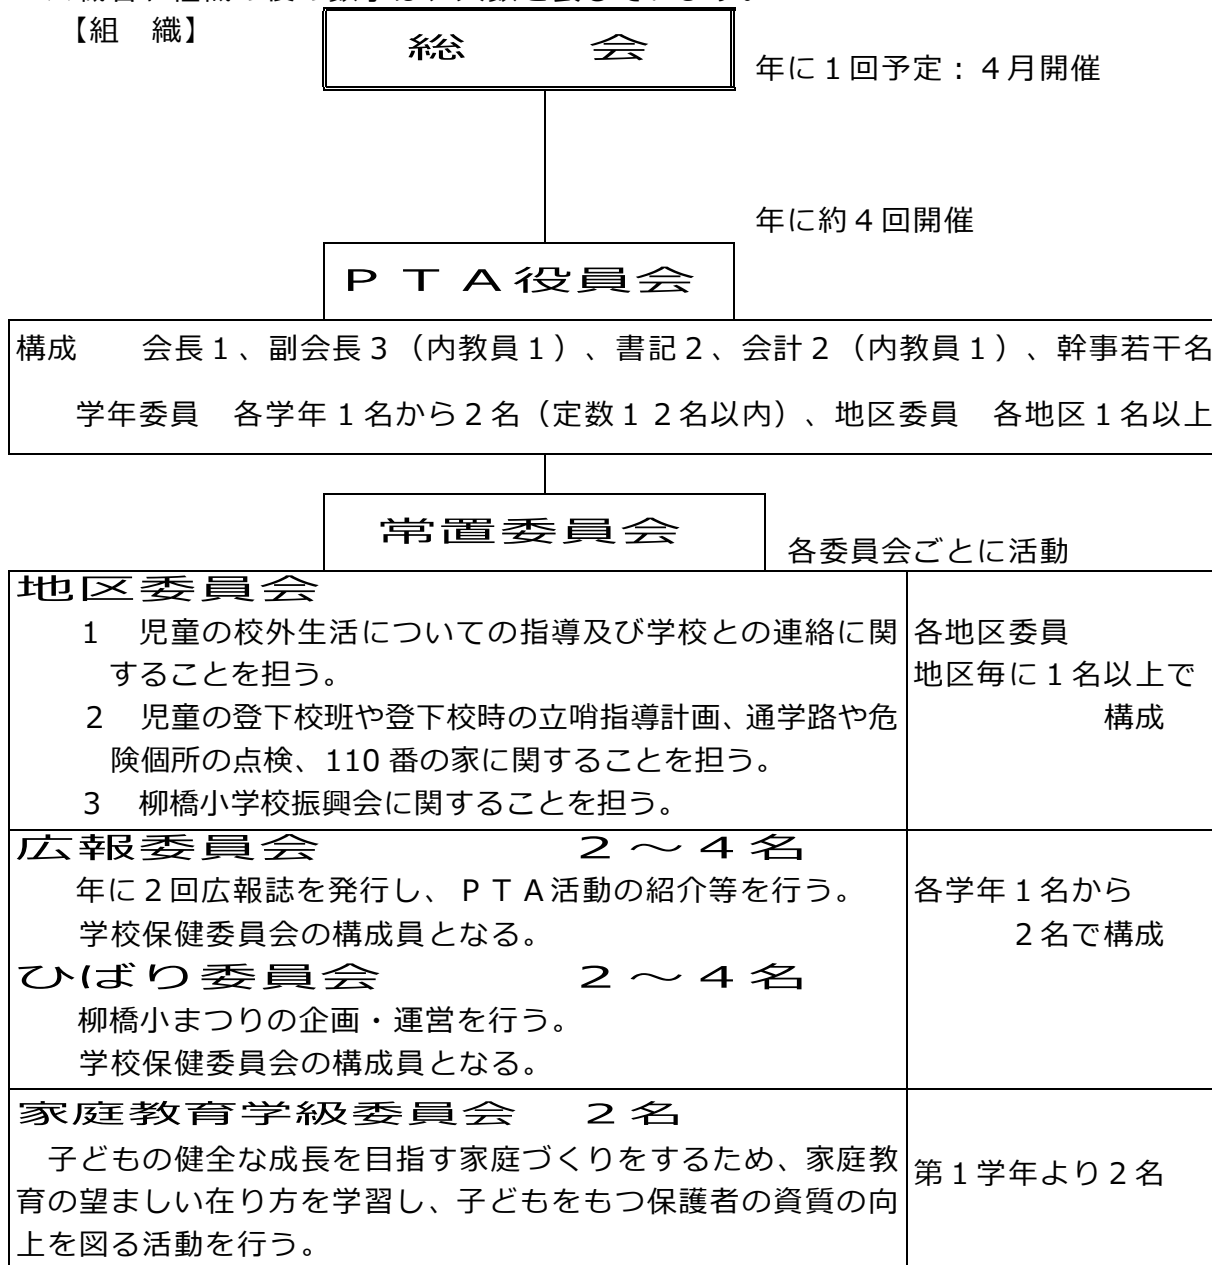 【組　織】
総　会
年に１回予定：４月開催
年に約４回開催
ＰＴＡ役員会
構成　　会長１、副会長３（内教員１）、書記２、会計２（内教員１）、幹事若干名
学年委員　各学年１名から２名（定数１２名以内）、地区委員　各地区１名以上
常置委員会
各委員会ごとに活動
地区委員会
１　児童の校外生活についての指導及び学校との連絡に関
することを担う。
２　児童の登下校班や登下校時の立哨指導計画、通学路や危
険個所の点検、110 番の家に関することを担う。
３　柳橋小学校振興会に関することを担う。
各地区委員
地区毎に１名以上で
構成
広報委員会　　２～４名
年に２回広報誌を発行し、ＰＴＡ活動の紹介等を行う。
学校保健委員会の構成員となる。
ひばり委員会　　２～４名
柳橋小まつりの企画・運営を行う。
学校保健委員会の構成員となる。
各学年１名から
２名で構成
家庭教育学級委員会　２名
子どもの健全な成長を目指す家庭づくりをするため、家庭教
育の望ましい在り方を学習し、子どもをもつ保護者の資質の向
上を図る活動を行う。
第１学年より２名